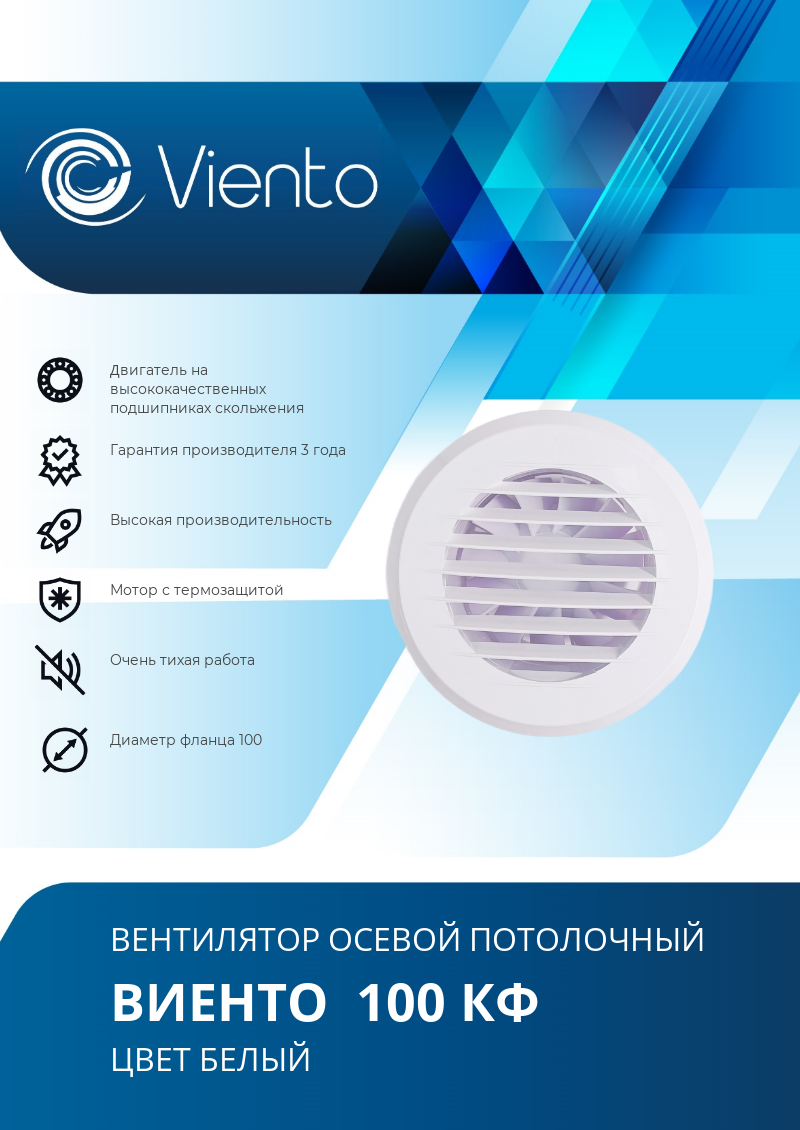 Viento
Двигатель на
высококачественных
подшипниках скольжения
Гарантия производителя 3 года
Высокая производительность
Мотор с термозащитой
Очень тихая работа
Диаметр фланца 100
ВЕНТИЛЯТОР ОСЕВОЙ ПОТОЛОЧНЫЙ
ВИЕНТО 100 КФ
ЦВЕТ БЕЛЫЙ